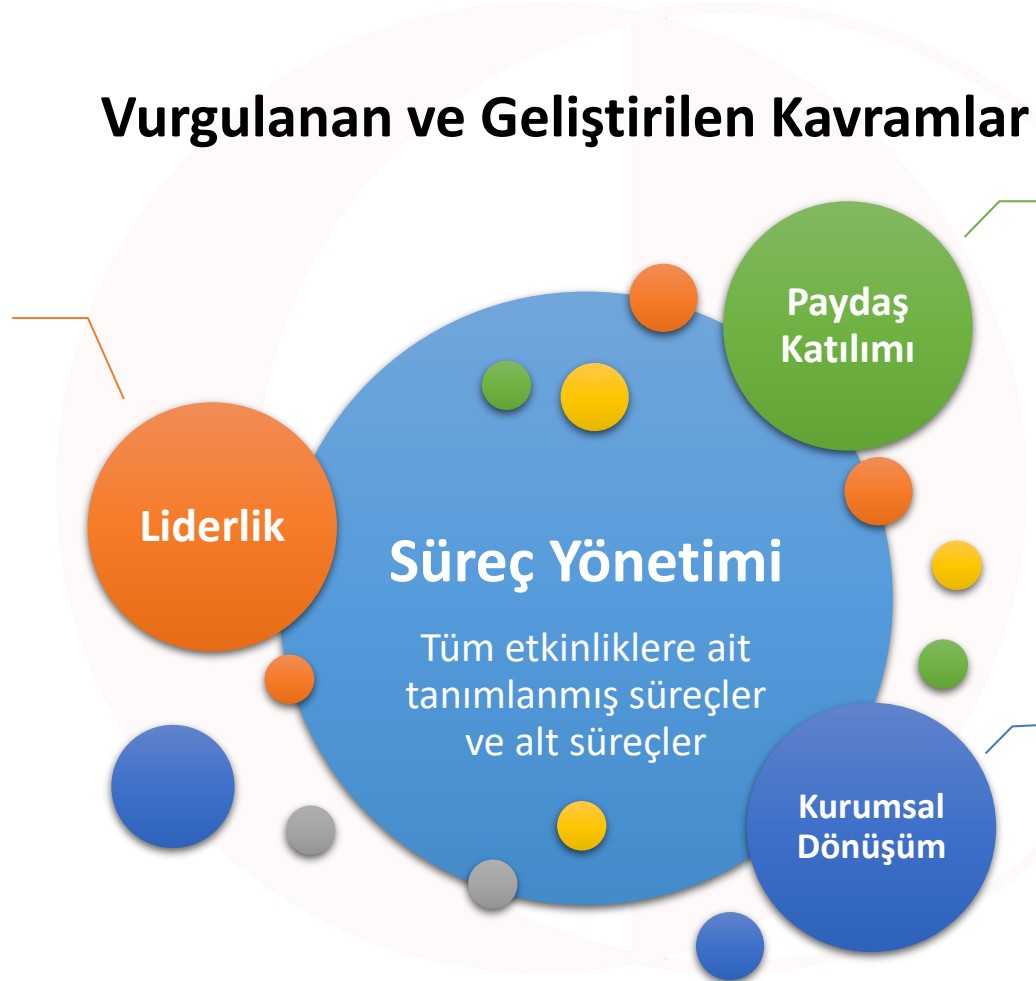 Vurgulanan ve Geliştirilen Kavramlar
Paydaş
Katılımı
Liderlik
Süreç Yönetimi
Tüm etkinliklere ait
tanımlanmış süreçler
ve alt süreçler
Kurumsal
Dönüşüm